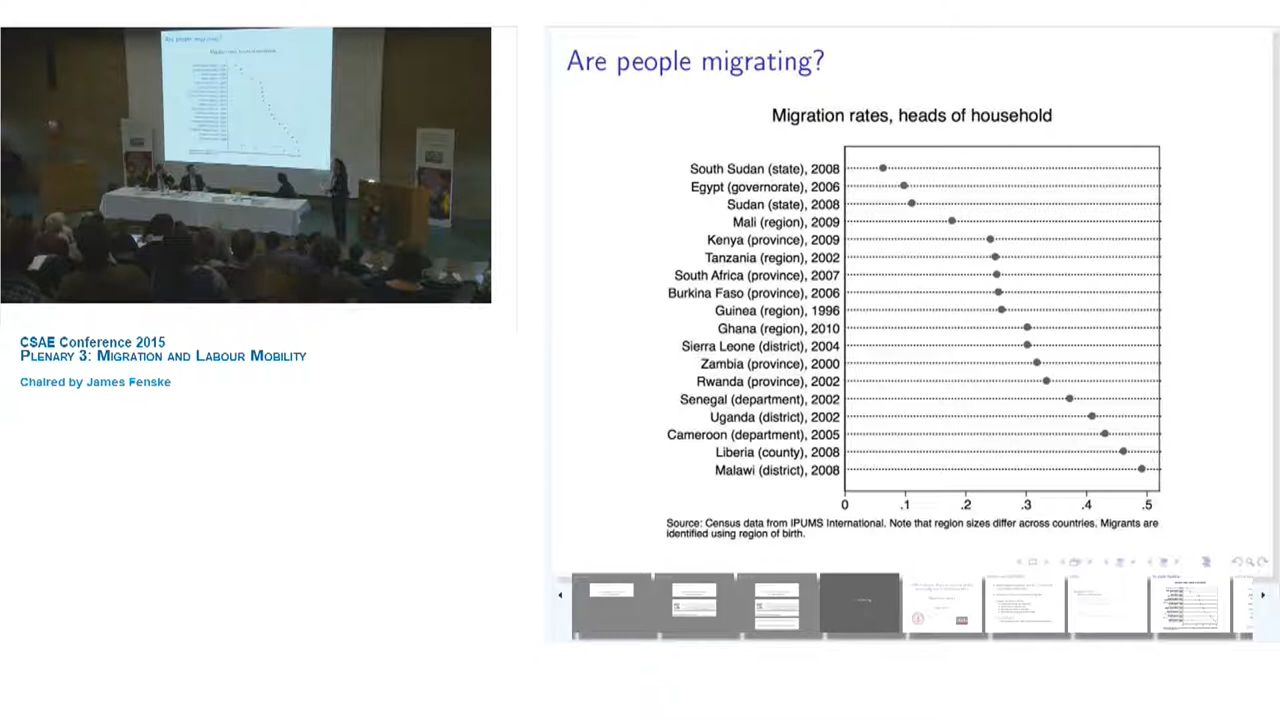 Are people migrating?
CSAE Conference 2015
PLENARY 3: MIGRATION AND LABOUR MOBILITY
Chaired by James Fenske
Are people migrating?
Migration rates, heads of household
South Sudan (state), 2008
Egypt (governorate), 2006
Sudan (state), 2008
Mali (region), 2009
Kenya (province), 2009
Tanzania (region), 2002
South Africa (province), 2007
Burkina Faso (province), 2006
Guinea (region), 1996
Ghana (region), 2010
Sierra Leone (district), 2004
Zambia (province), 2000
Rwanda (province), 2002
Senegal (department), 2002
Uganda (district), 2002
Cameroon (department), 2005
Liberia (county), 2008
Malawi (district), 2008
0 .1 .2 .3 .4 .5
Source: Census data from IPUMS International. Note that region sizes differ across countries. Migrants are
identified using region of birth.